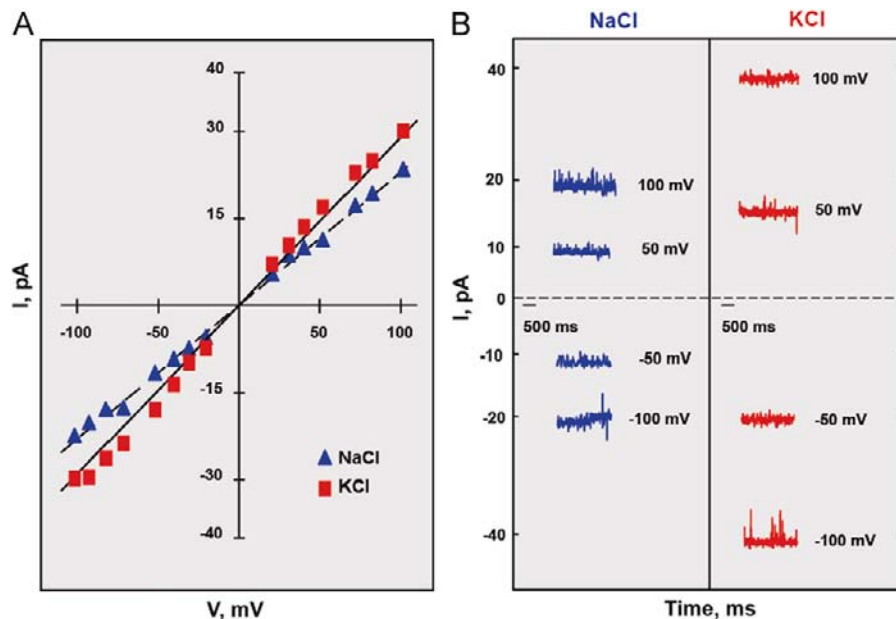 A
40
30
15
-100
-50
50
100
-15
-30
-40
NaCl
KCl
I, pA
V, mV
B
NaCl
KCl
40
20
10
0
-10
-20
-40
I, pA
100 mV
50 mV
500 ms
-50 mV
-100 mV
100 mV
50 mV
500 ms
-50 mV
-100 mV
Time, ms